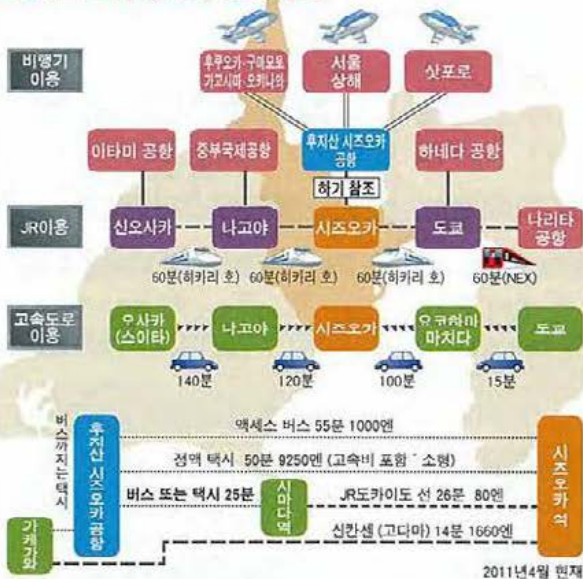 비행기
이용
후쿠오카·구마모토
가고시마·오키나와
서울
상해
삿포로
이타미 공항
중부국제공항
후지산 시즈오카
공항
하네다 공항
하기 참조
JR이용
신오사카
나고야
시즈오카
도쿄
나리타
공항
60분(히카리 호)
60분(히카리 호)
60분(히카리 호)
60분(NEX)
고속도로
이용
오사카
(스이타)
나고야
시즈오카
요코하마
마치다
도쿄
140분
120분
100분
15분
버스까지는 택시
후지산 시즈오카 공항
액세스 버스 55분 1000엔
정액 택시 50분 9250엔 (고속비 포함 ˙ 소형)
버스 또는 택시 25분
시마다역
JR도카이도 선 26분 80엔
시즈오카 역
가케가와
신칸센 (고다마) 14분 1660엔
2011년4월 현재